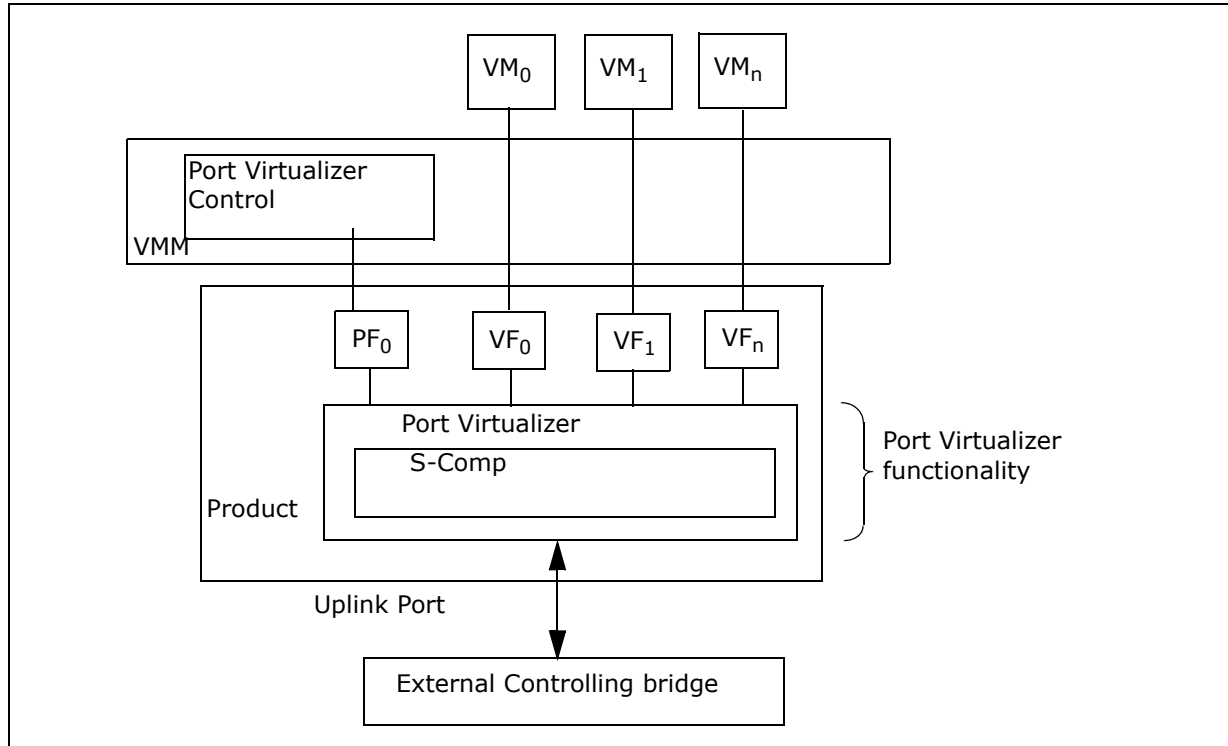 VM0 VM1 VMn
Port Virtualizer
Control
VMM
PF0 VF0 VF1 VFn
Port Virtualizer
S-Comp
Port Virtualizer
functionality
Product
Uplink Port
External Controlling bridge